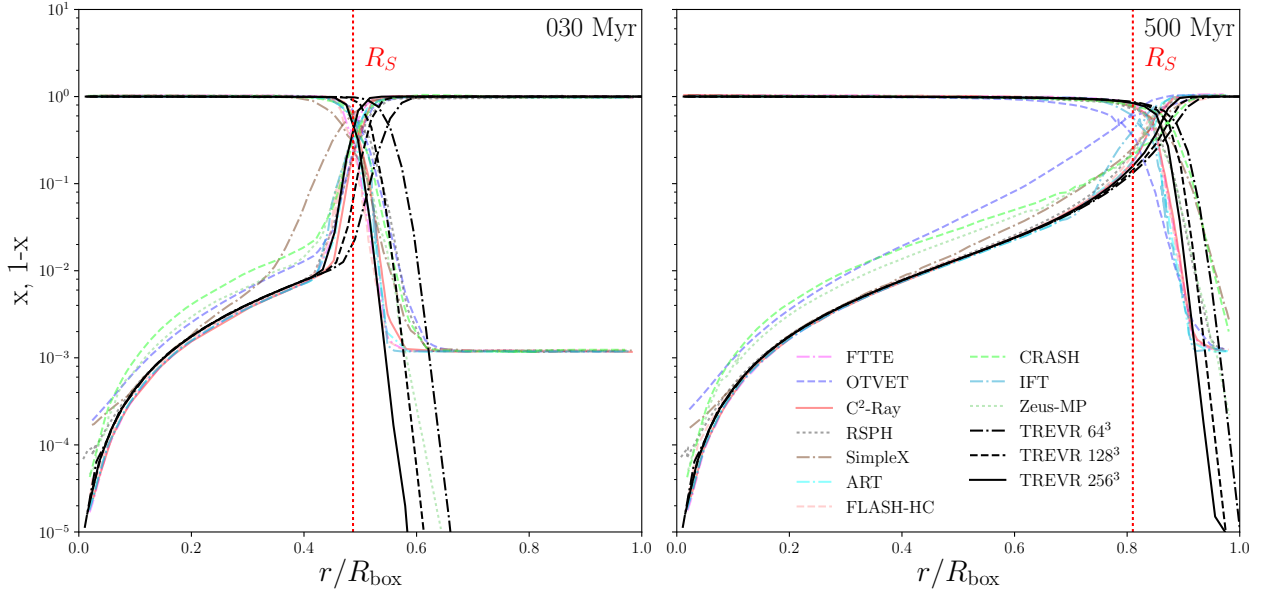 030 Myr
500 Myr
R_S
R_S
x, 1-x
10^1
10^0
10^-1
10^-2
10^-3
10^-4
10^-5
0.0 0.2 0.4 0.6 0.8 1.0
0.0 0.2 0.4 0.6 0.8 1.0
r/R_box
r/R_box
FTTE
OTVET
C²-Ray
RSPH
SimpleX
ART
FLASH-HC
CRASH
IFT
Zeus-MP
TREVR 64³
TREVR 128³
TREVR 256³